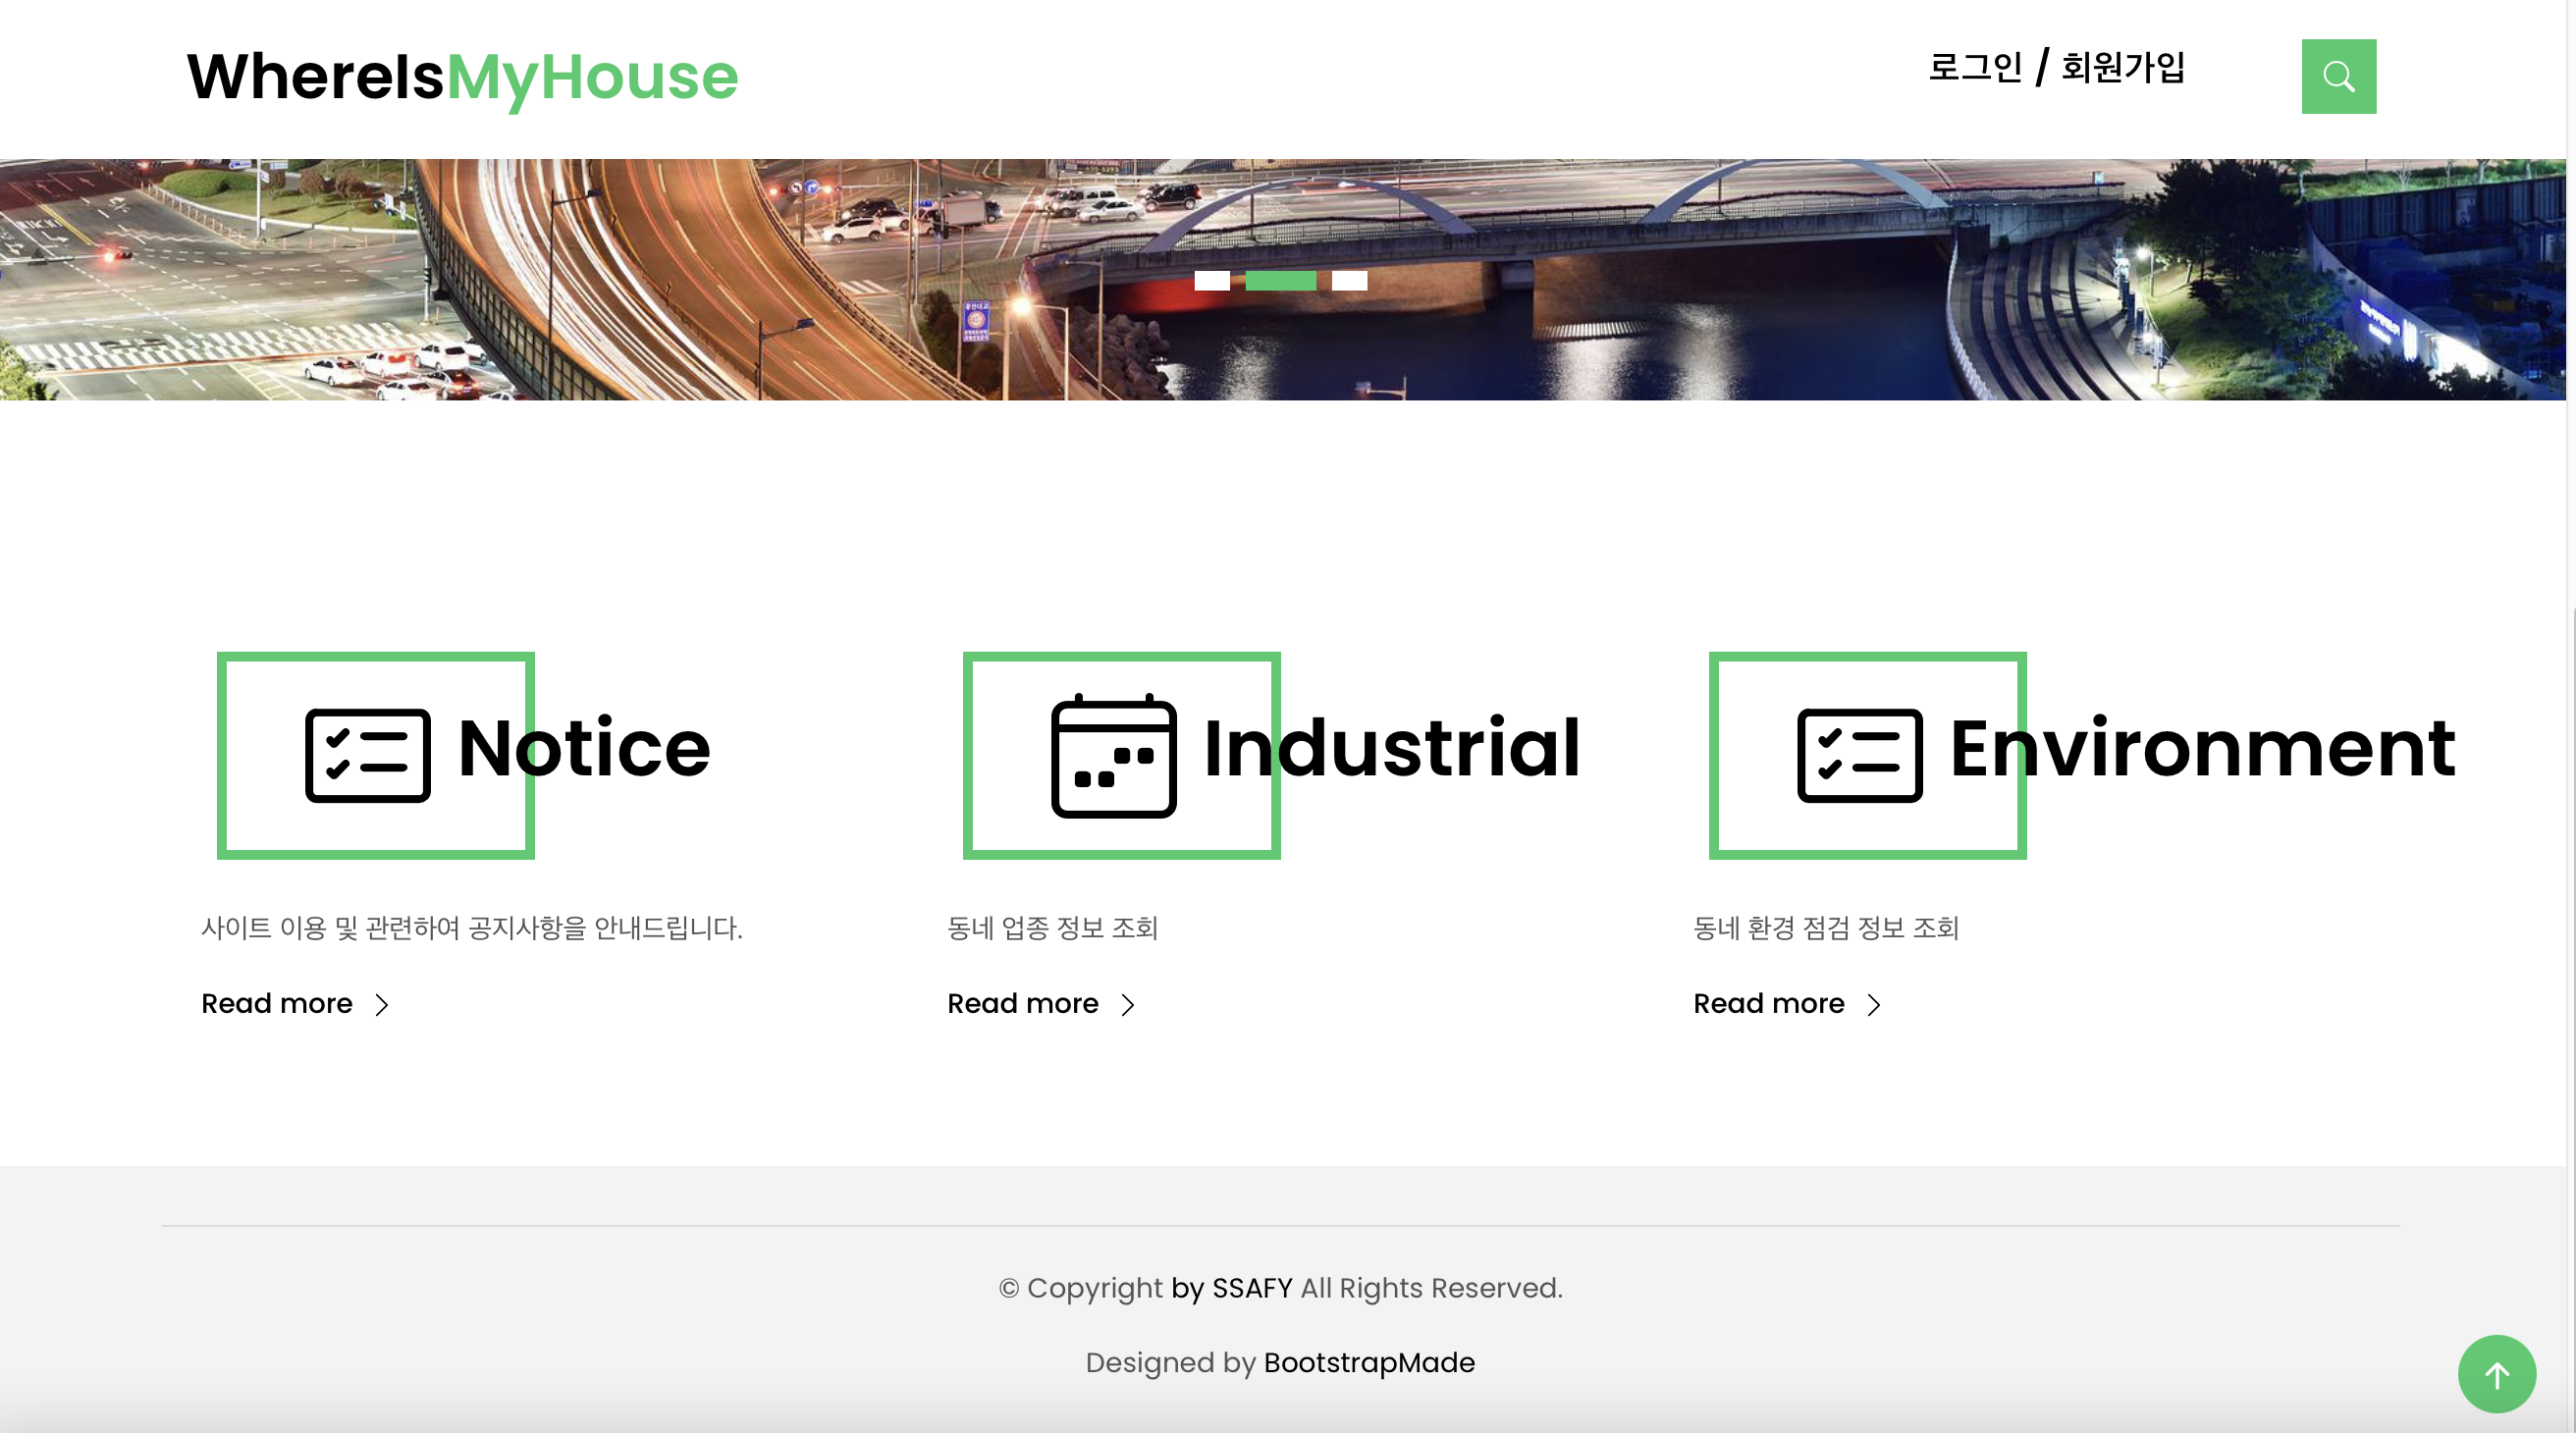 WhereIsMyHouse
로그인 / 회원가입
Notice
Industrial
Environment
사이트 이용 및 관련하여 공지사항을 안내드립니다.
동네 업종 정보 조회
동네 환경 점검 정보 조회
Read more
Read more
Read more
© Copyright by SSAFY All Rights Reserved.
Designed by BootstrapMade